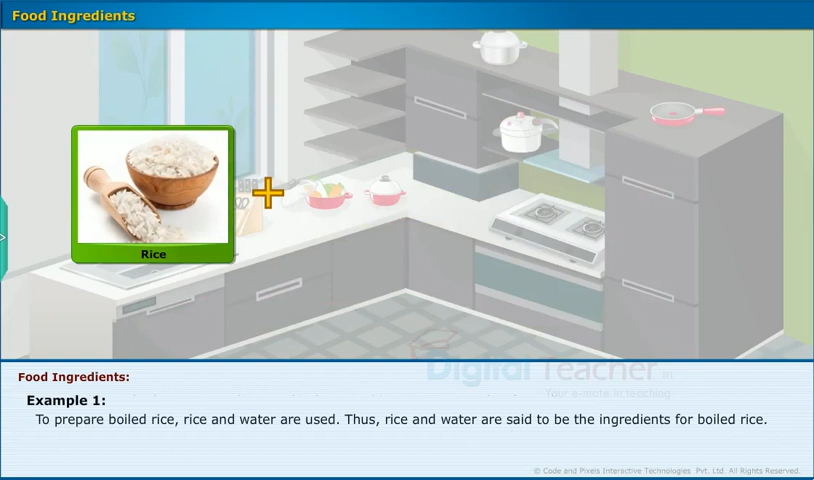 Food Ingredients
Rice
Digital Teacher.in
Your e-mate in teaching
Food Ingredients:
Example 1:
To prepare boiled rice, rice and water are used. Thus, rice and water are said to be the ingredients for boiled rice.
© Code and Pixels Interactive Technologies Pvt. Ltd. All Rights Reserved.